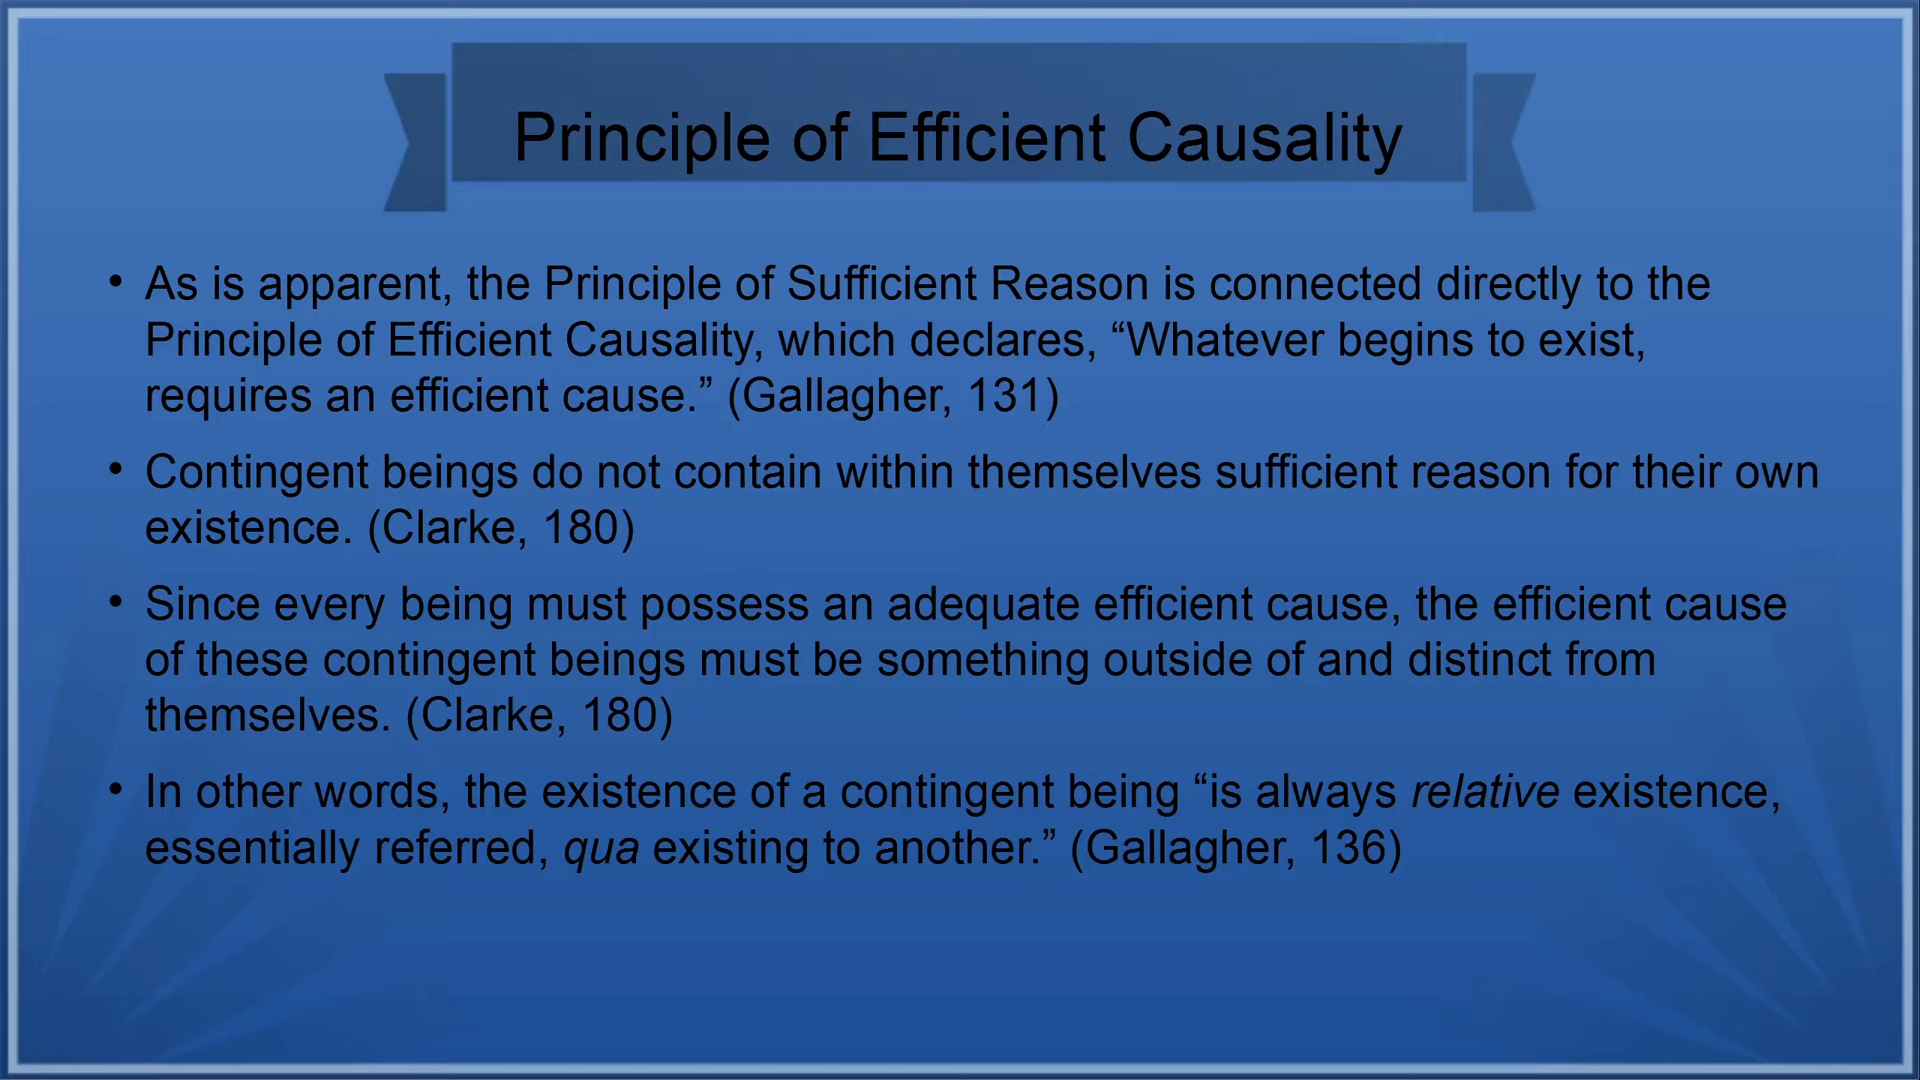 Principle of Efficient Causality
• As is apparent, the Principle of Sufficient Reason is connected directly to the
Principle of Efficient Causality, which declares, “Whatever begins to exist,
requires an efficient cause.” (Gallagher, 131)
• Contingent beings do not contain within themselves sufficient reason for their own
existence. (Clarke, 180)
• Since every being must possess an adequate efficient cause, the efficient cause
of these contingent beings must be something outside of and distinct from
themselves. (Clarke, 180)
• In other words, the existence of a contingent being “is always relative existence,
essentially referred, qua existing to another.” (Gallagher, 136)